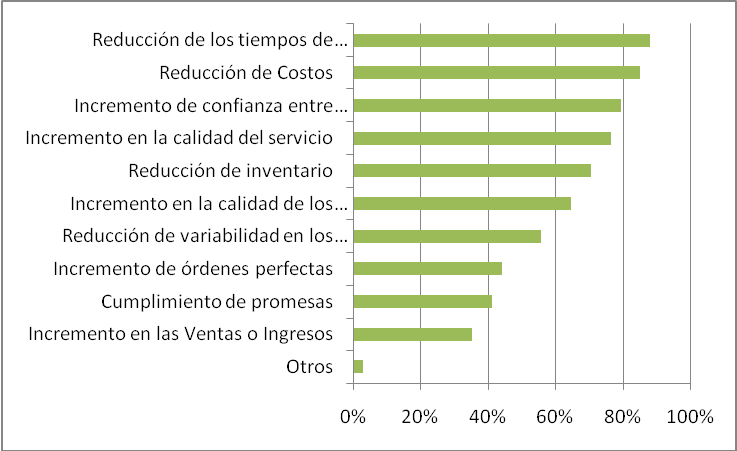 Reducción de los tiempos de...
Reducción de Costos
Incremento de confianza entre...
Incremento en la calidad del servicio
Reducción de inventario
Incremento en la calidad de los...
Reducción de variabilidad en los...
Incremento de órdenes perfectas
Cumplimiento de promesas
Incremento en las Ventas o Ingresos
Otros
0% 20% 40% 60% 80% 100%